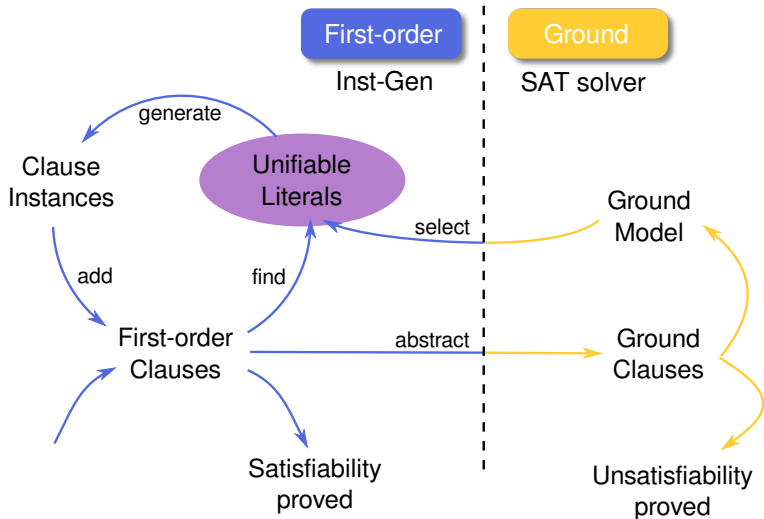 First-order
Ground
Inst-Gen
SAT solver
generate
Clause
Instances
Unifiable
Literals
select
Ground
Model
add
find
First-order
Clauses
abstract
Ground
Clauses
Satisfiability
proved
Unsatisfiability
proved